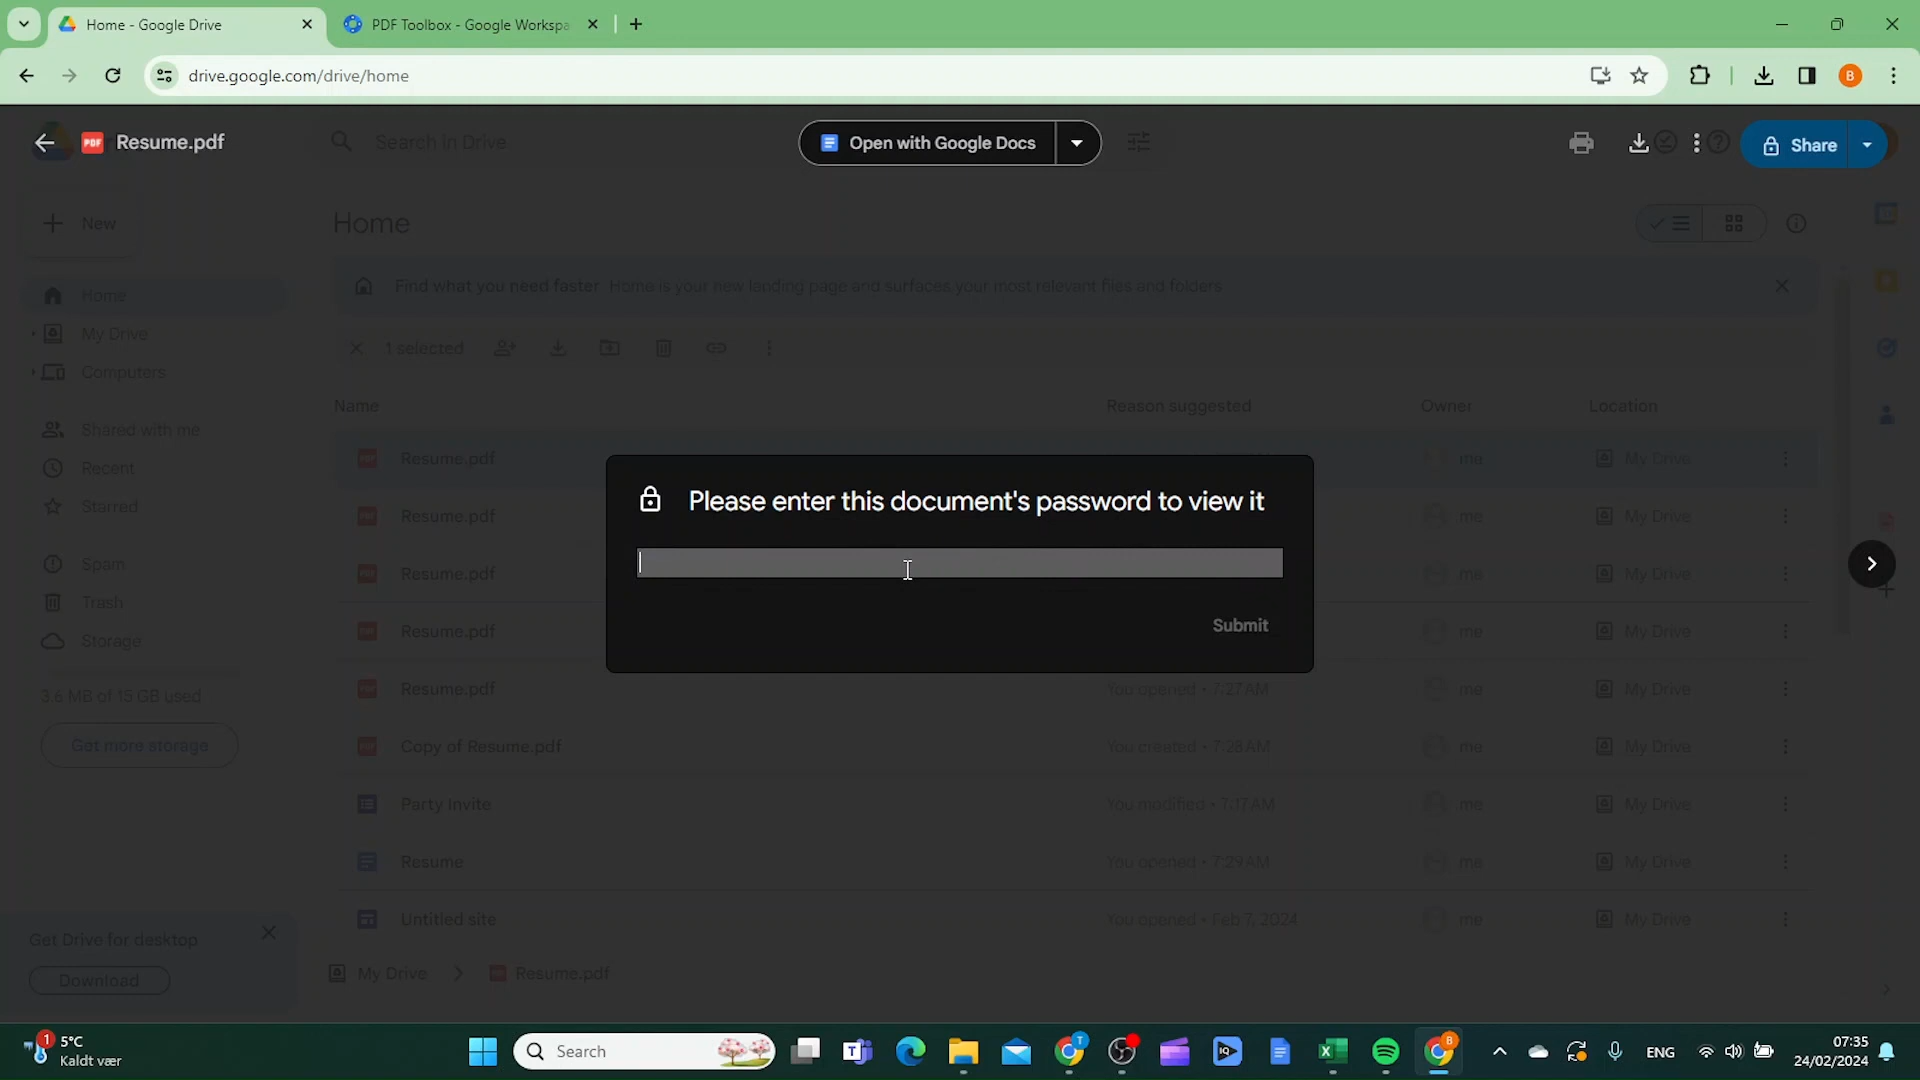 Home - Google Drive
PDF Toolbox - Google Workspa
drive.google.com/drive/home
PDF Resume.pdf
Search in Drive
Open with Google Docs
Share
New
Home
Home
Find what you need faster Home is your new landing page and surfaces your most relevant files and folders
My Drive
1 selected
Computers
Name
Reason suggested
Owner
Location
Shared with me
Resume.pdf
me
My Drive
Recent
Starred
Please enter this document's password to view it
Resume.pdf
me
My Drive
Spam
Resume.pdf
me
My Drive
Trash
Submit
Resume.pdf
me
My Drive
Storage
3.6 MB of 15 GB used
Resume.pdf
You opened • 7:27 AM
me
My Drive
Get more storage
Copy of Resume.pdf
You created • 7:28 AM
me
My Drive
Party Invite
You modified • 7:17 AM
me
My Drive
Resume
You opened • 7:29 AM
me
My Drive
Untitled site
You opened • Feb 7, 2024
me
My Drive
Get Drive for desktop
Download
My Drive
Resume.pdf
1
5°C
Kaldt vær
Search
ENG
07:35
24/02/2024